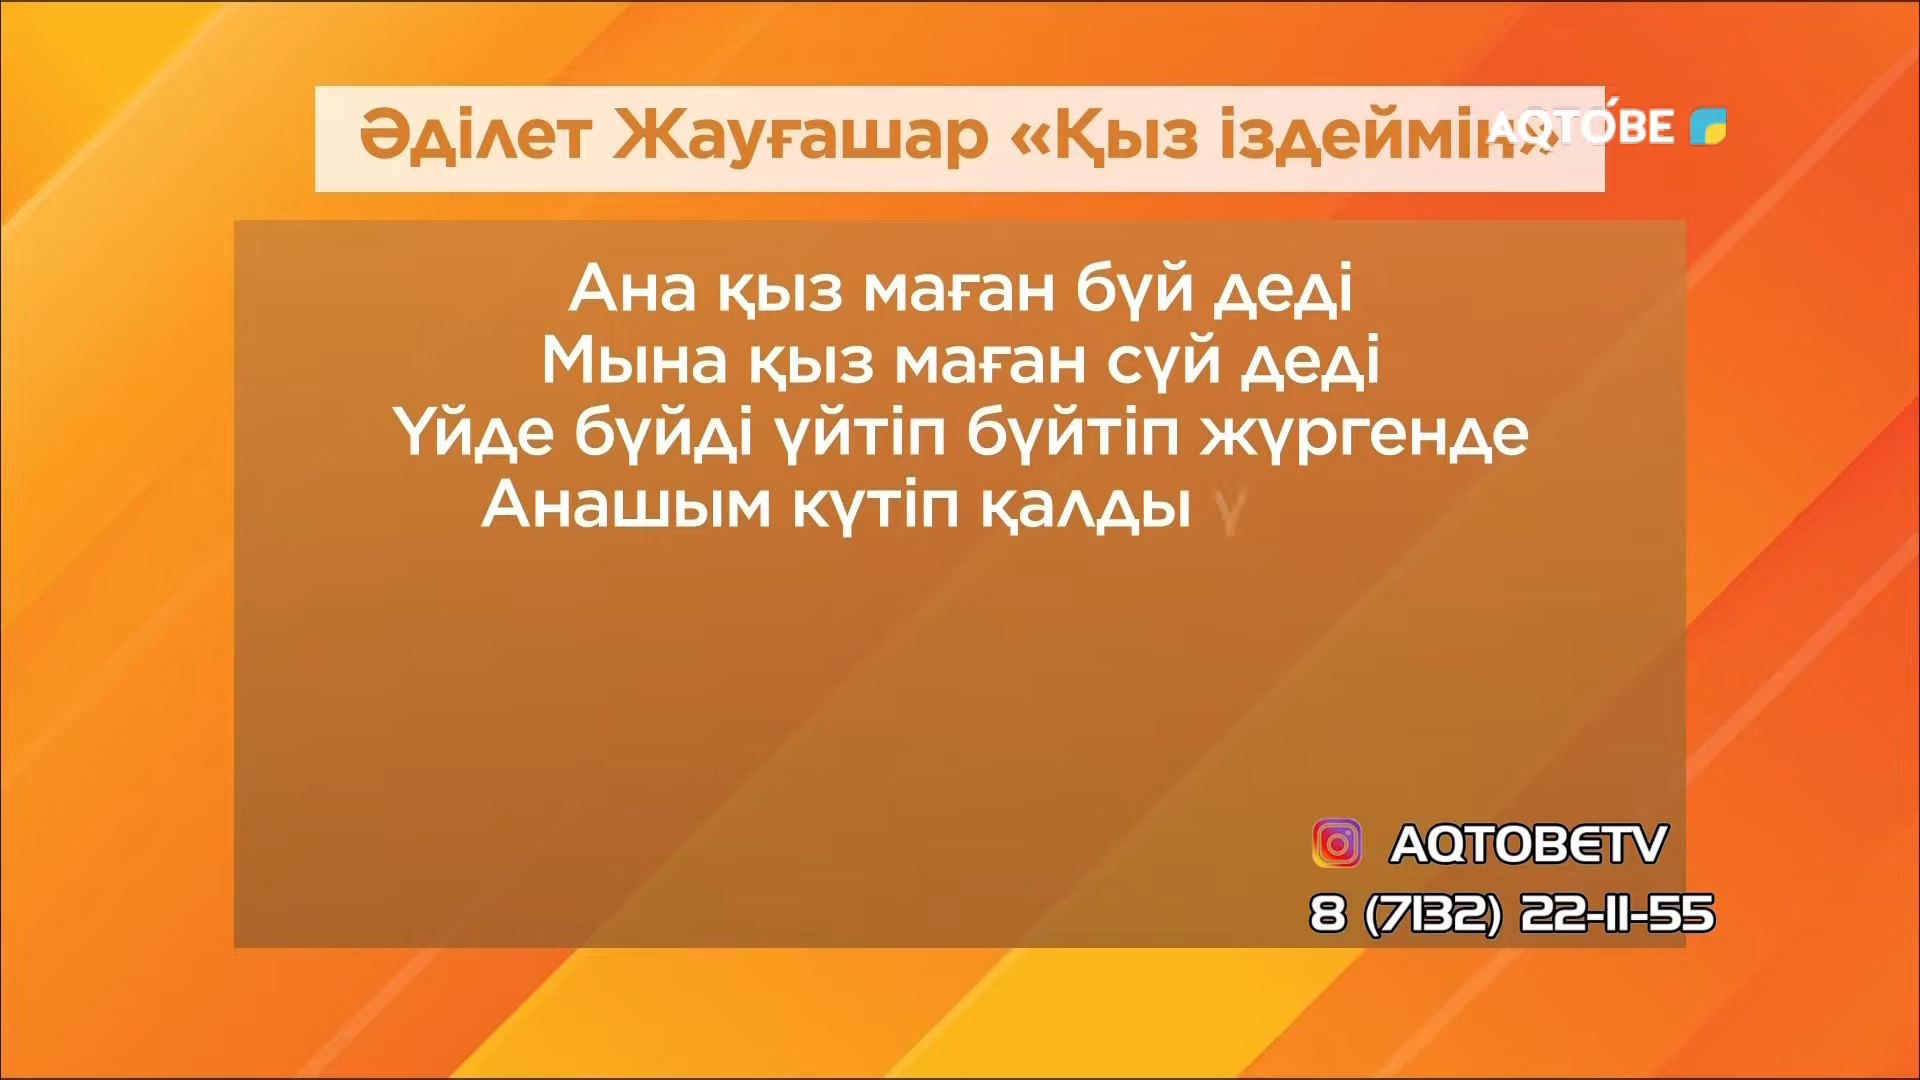 Әділет Жауғашар «Қыз іздеймін»
AQTÓBE
Ана қыз маған бүй деді
Мына қыз маған сүй деді
Үйде бүйді үйтіп бүйтіп жүргенде
Анашым күтіп қалды ү
AQTOBETV
8 (7132) 22-11-55